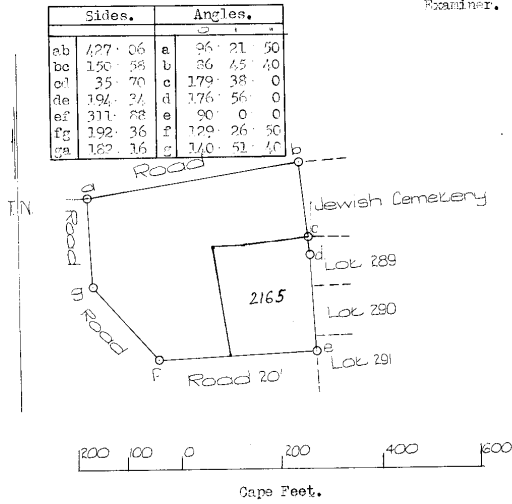 Examiner.
Sides. Angles.
o ı ıı
ab 427· 06 a 96· 21· 50
bc 150· 58 b 86· 45· 40
cd 35· 70 c 179· 38· 0
de 194· 34 d 176· 56· 0
ef 311· 88 e 90· 0· 0
fg 192· 36 f 129· 26· 50
ga 182· 16 g 140· 51· 40
Road
b
a
Jewish Cemetery
T.N.
Road
c
d
Lot 289
g
2165
Lot 290
Road
e
f
Road 20'
Lot 291
200 100 0 200 400 600
Cape Feet.